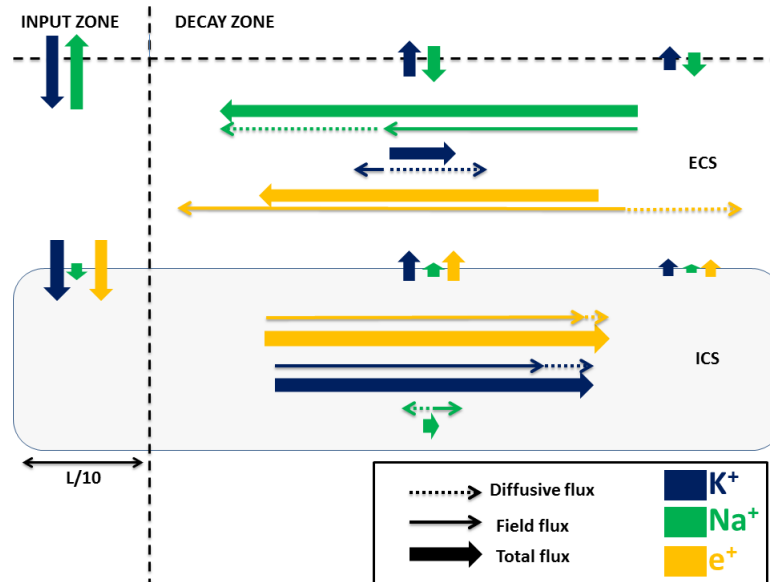 INPUT ZONE
DECAY ZONE
ECS
ICS
L/10
Diffusive flux
Field flux
Total flux
K⁺
Na⁺
e⁺